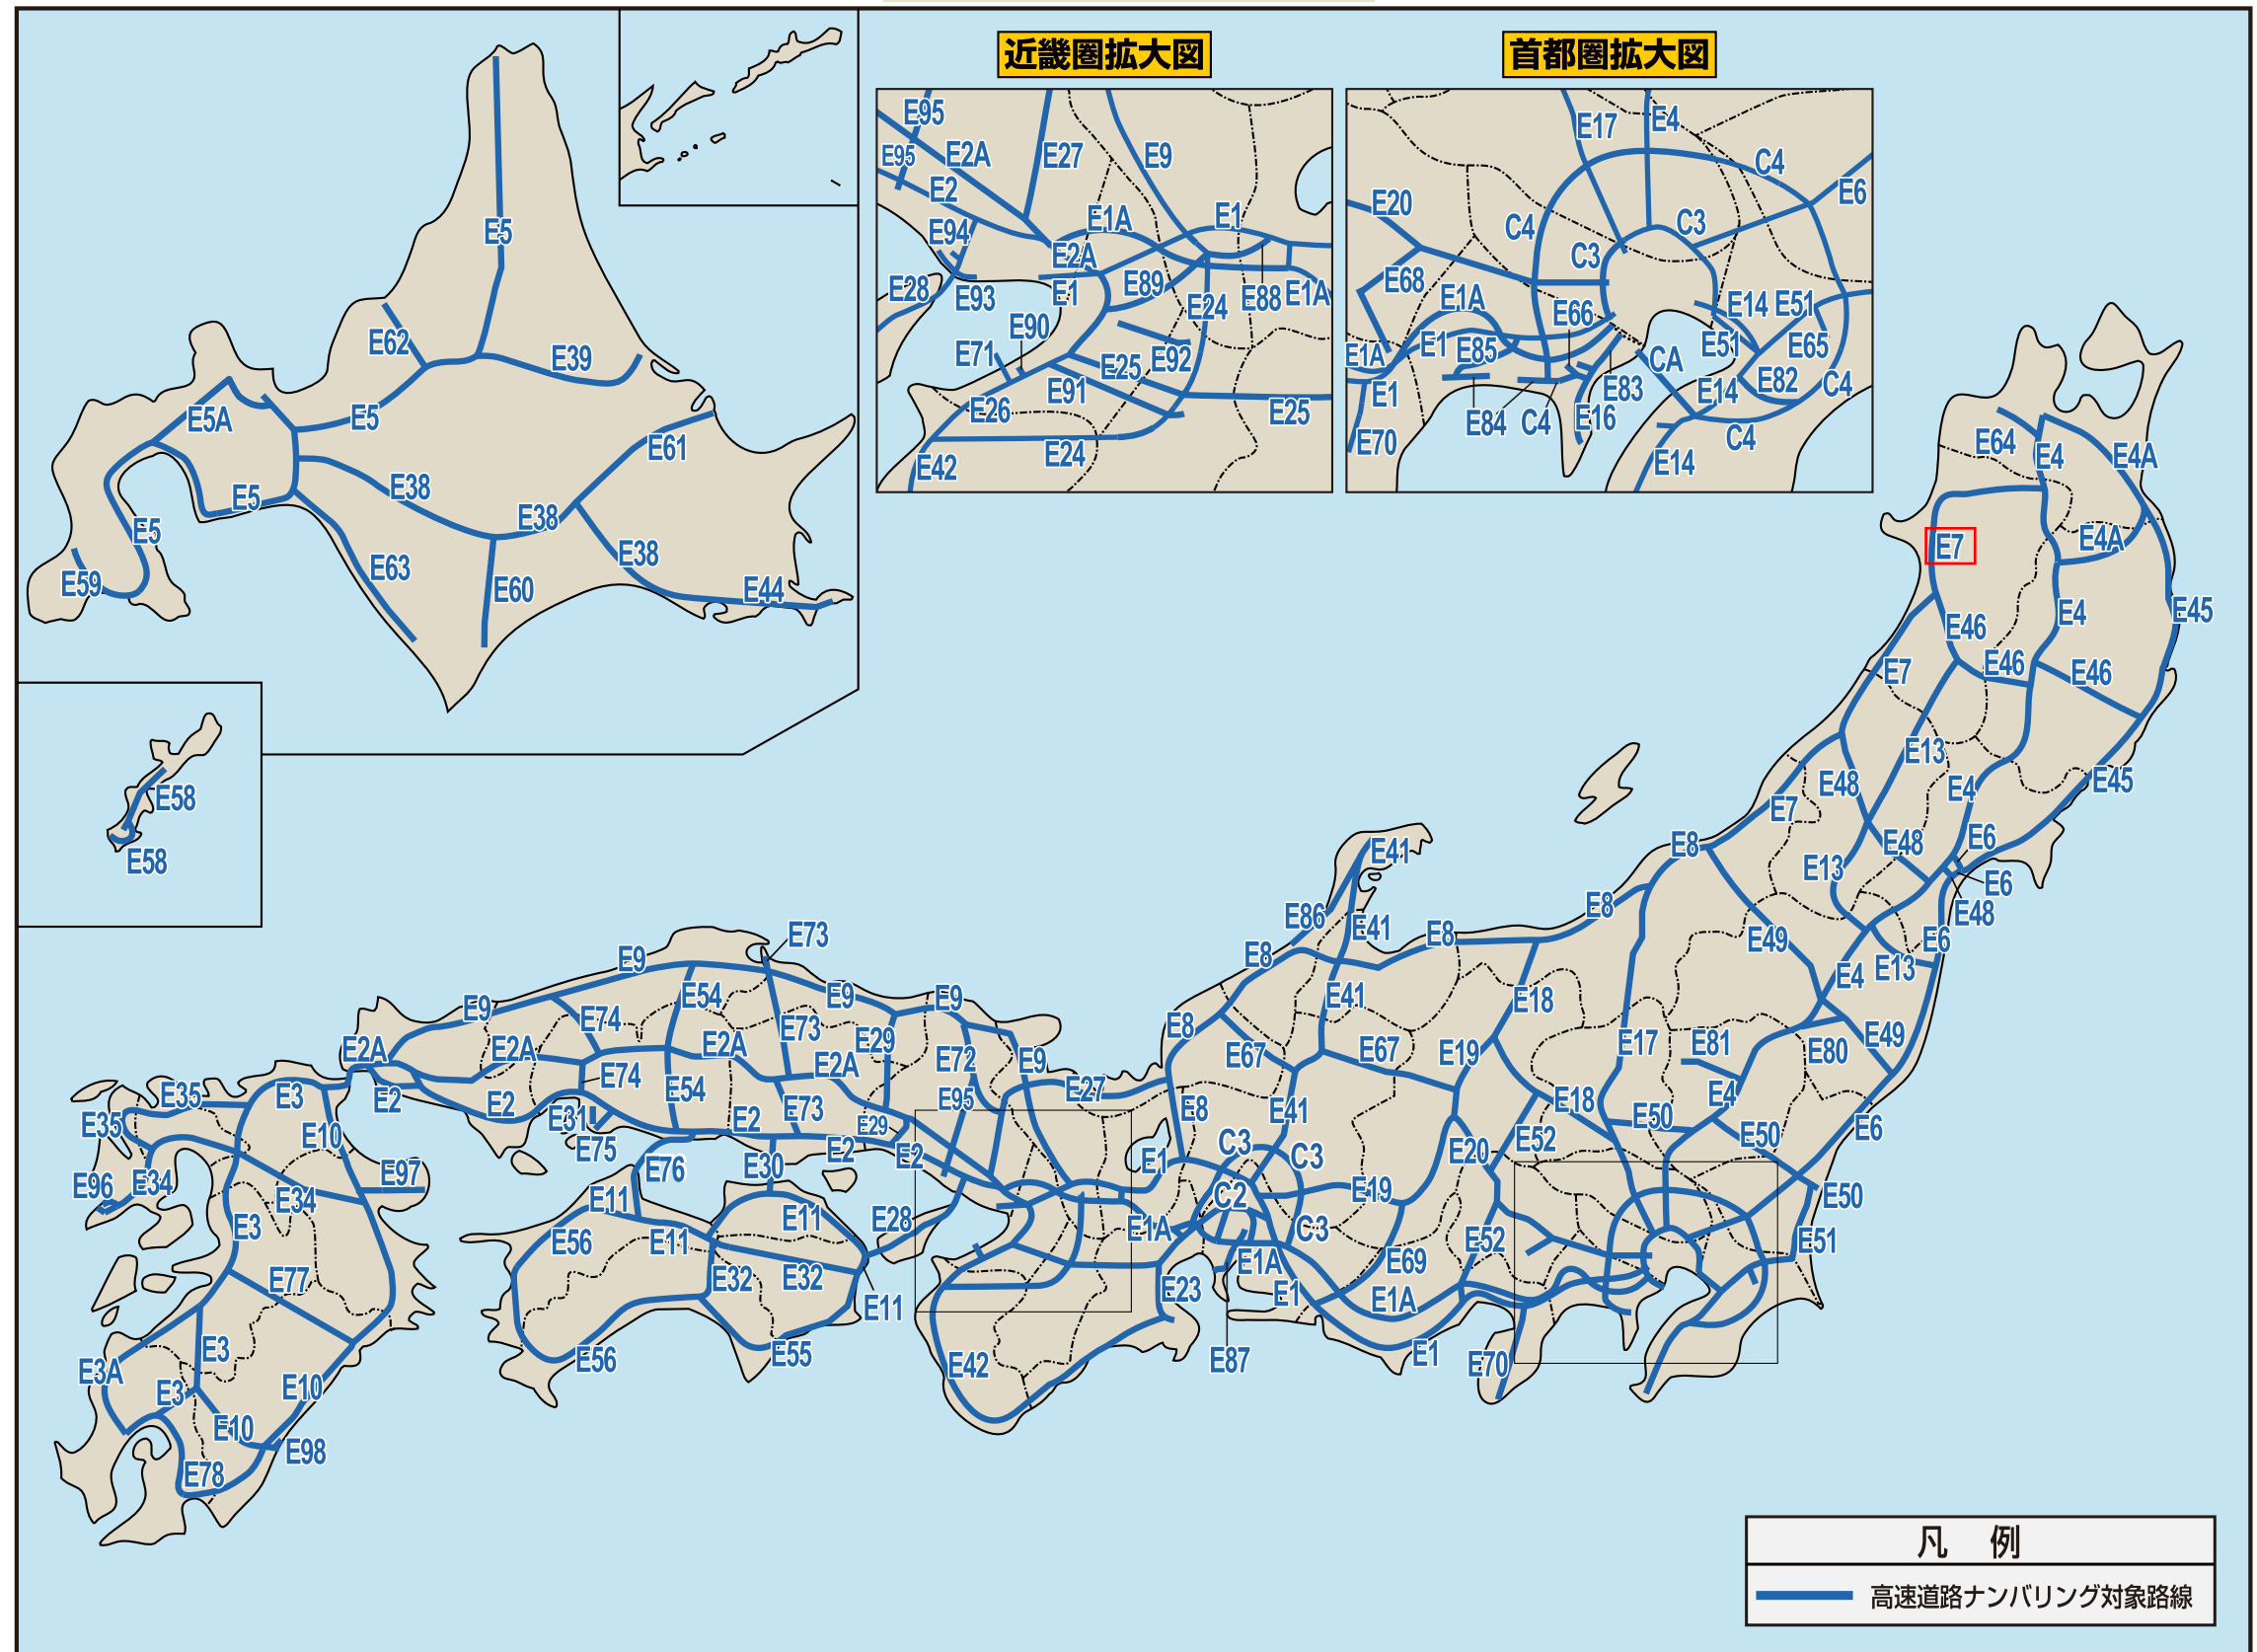 近畿圏拡大図
首都圏拡大図
E95
E95
E2A
E27
E9
E2
E94
E1A
E1
E2A
E28
E93
E1
E89
E24
E88
E1A
E90
E71
E25
E92
E91
E26
E25
E24
E42
E17
E4
C4
E6
E20
C4
C3
C3
E68
E1A
E66
E14
E51
E1
E85
E1A
E51
E65
CA
E1
E83
E14
E82
C4
E84
C4
E16
E70
C4
E14
E5
E62
E39
E5A
E5
E61
E38
E5
E38
E5
E38
E63
E59
E60
E44
E58
E58
E64
E4
E4A
E7
E4A
E46
E4
E45
E7
E46
E46
E13
E48
E4
E45
E7
E8
E48
E6
E13
E6
E48
E41
E86
E41
E8
E8
E8
E49
E6
E4
E13
E73
E9
E9
E54
E9
E9
E74
E73
E29
E2A
E2A
E2A
E2A
E72
E9
E8
E41
E18
E67
E67
E19
E17
E81
E80
E49
E35
E3
E2
E2
E74
E54
E31
E75
E2
E73
E29
E2
E95
E27
E2
E8
E41
E18
E4
E50
E50
E6
E35
E10
E96
E34
E34
E97
E76
E30
E11
E11
E28
E1
C3
C3
C2
E19
E20
E52
E50
E3
E56
E11
E32
E32
E1A
C3
E1A
E69
E52
E51
E77
E11
E23
E1
E1A
E3
E56
E55
E42
E87
E1
E70
E3A
E3
E10
E10
E98
E78
凡 例
高速道路ナンバリング対象路線